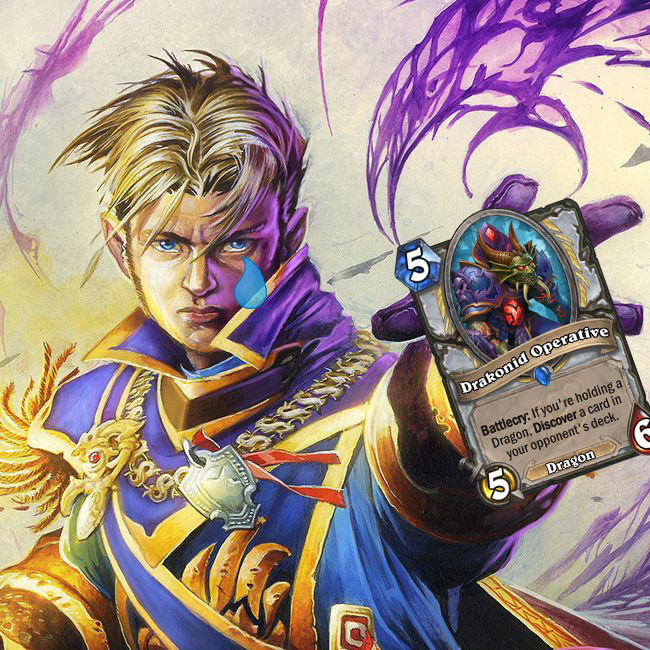 5
Drakonid Operative
Battlecry: If you're holding a
Dragon, Discover a card in
your opponent's deck.
5
Dragon
6